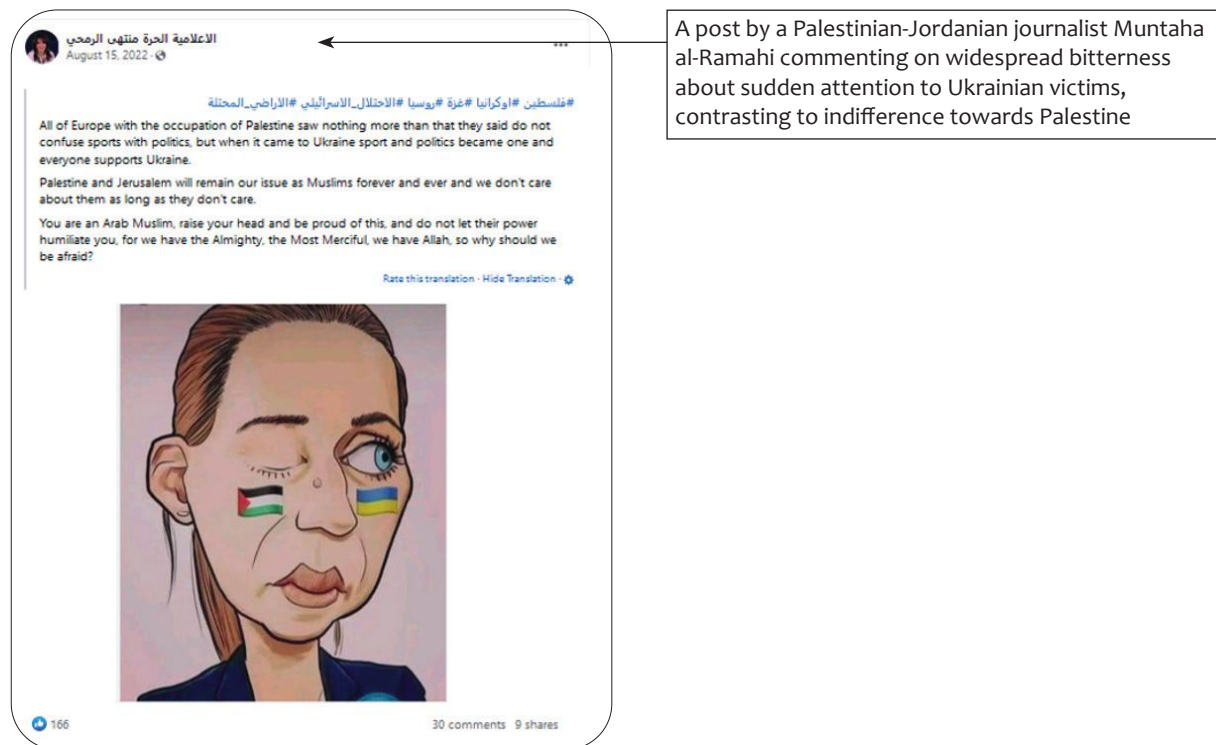 الاعلامية الحرة منتهى الرمحي
August 15, 2022 ·
#فلسطين #اوكرانيا #غزة #روسيا #الاحتلال_الاسرائيلي #الاراضي_المحتلة
All of Europe with the occupation of Palestine saw nothing more than that they said do not
confuse sports with politics, but when it came to Ukraine sport and politics became one and
everyone supports Ukraine.
Palestine and Jerusalem will remain our issue as Muslims forever and ever and we don't care
about them as long as they don't care.
You are an Arab Muslim, raise your head and be proud of this, and do not let their power
humiliate you, for we have the Almighty, the Most Merciful, we have Allah, so why should we
be afraid?
Rate this translation · Hide Translation ·
166
30 comments 9 shares
A post by a Palestinian-Jordanian journalist Muntaha
al-Ramahi commenting on widespread bitterness
about sudden attention to Ukrainian victims,
contrasting to indifference towards Palestine